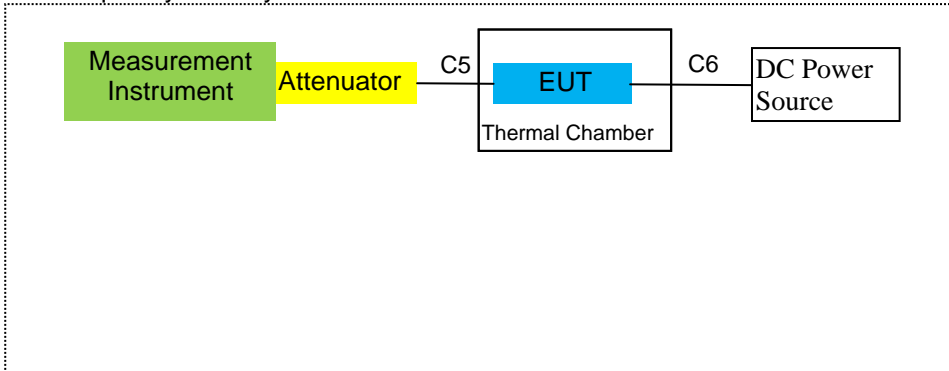 Measurement
Instrument
Attenuator
C5
EUT
Thermal Chamber
C6
DC Power
Source